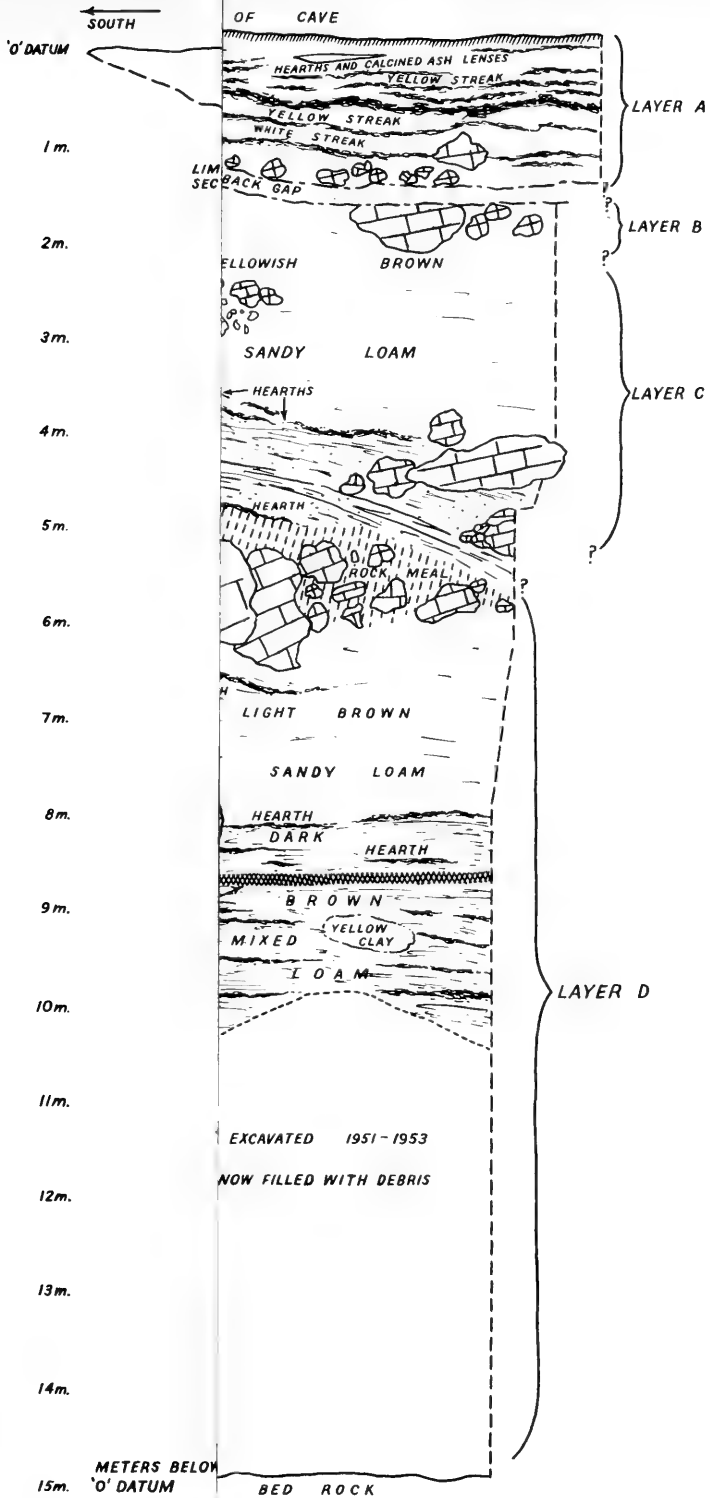 SOUTH
OF CAVE
'O' DATUM
HEARTHS AND CALCINED ASH LENSES
YELLOW STREAK
LAYER A
YELLOW STREAK
WHITE STREAK
1m.
LIM
SEC BACK GAP
?
LAYER B
2m.
ELLOWISH BROWN
?
3m.
SANDY LOAM
HEARTHS
LAYER C
4m.
HEARTH
5m.
?
ROCK MEAL
?
6m.
H
7m.
LIGHT BROWN
SANDY LOAM
8m.
HEARTH
DARK
HEARTH
9m.
BROWN
MIXED
YELLOW
CLAY
LOAM
10m.
LAYER D
11m.
EXCAVATED 1951-1953
NOW FILLED WITH DEBRIS
12m.
13m.
14m.
METERS BELOW
'O' DATUM
15m.
BED ROCK